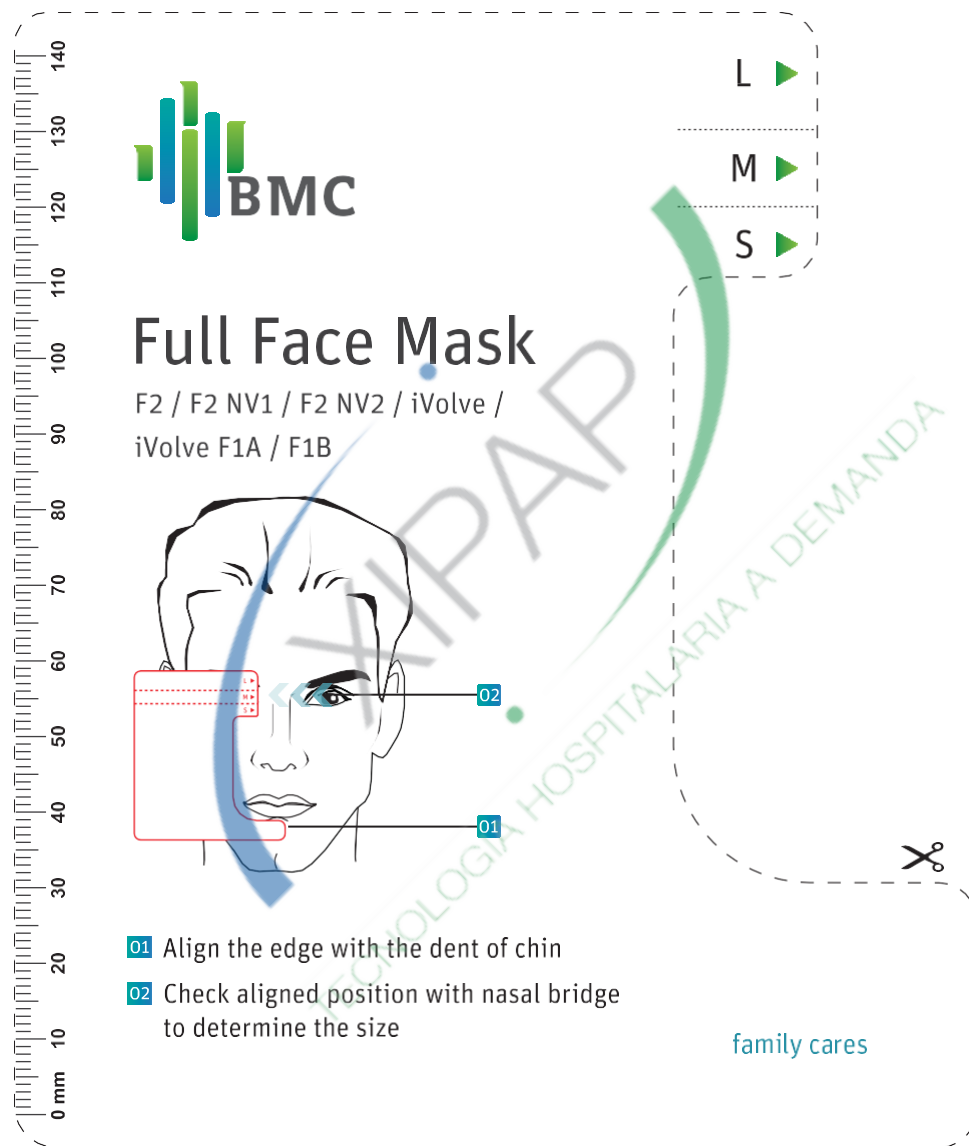 140
130
120
110
100
90
80
70
60
50
40
30
20
10
0 mm
L
M
S
BMC
Full Face Mask
F2 / F2 NV1 / F2 NV2 / iVolve /
iVolve F1A / F1B
XIPAP
TECNOLOGIA HOSPITALARIA A DEMANDA
L
M
S
02
01
01 Align the edge with the dent of chin
02 Check aligned position with nasal bridge
to determine the size
family cares